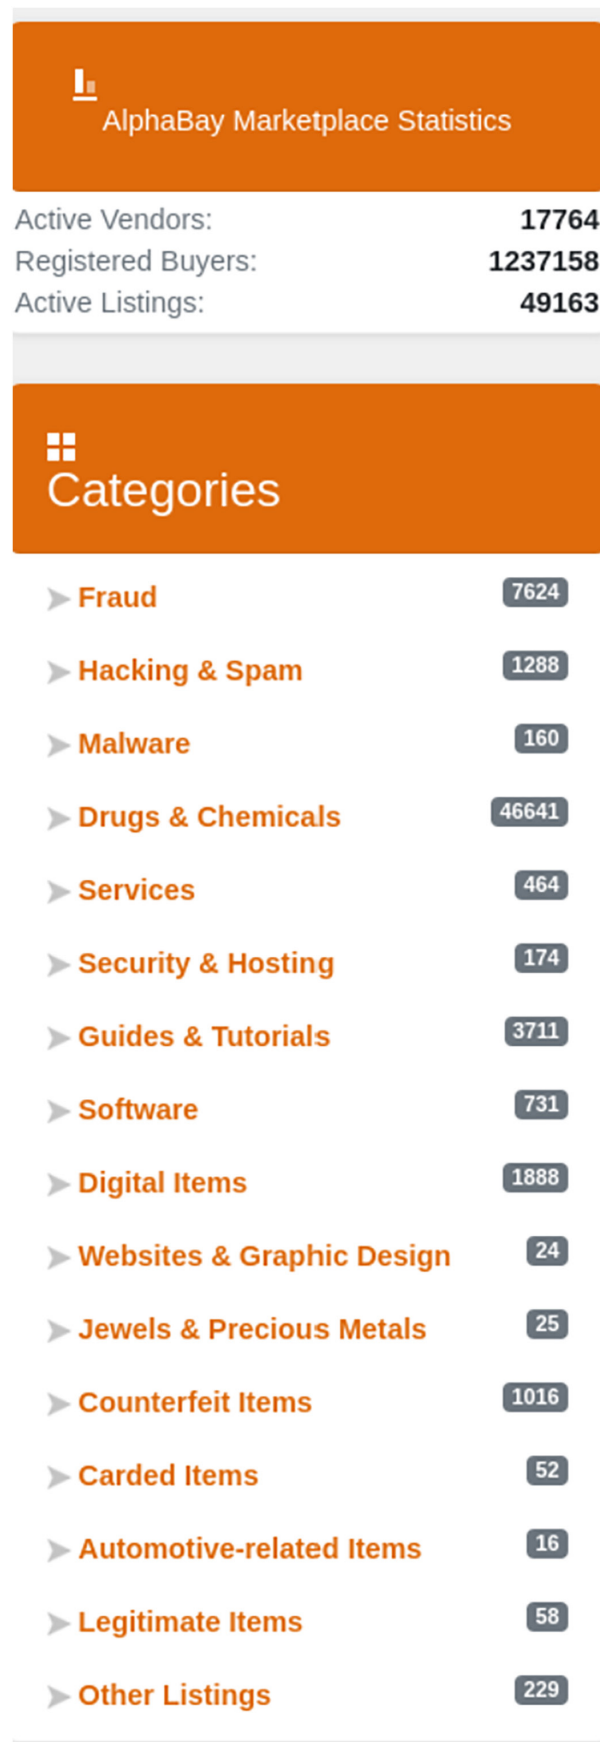 AlphaBay Marketplace Statistics
Active Vendors: 17764
Registered Buyers: 1237158
Active Listings: 49163
Categories
Fraud 7624
Hacking & Spam 1288
Malware 160
Drugs & Chemicals 46641
Services 464
Security & Hosting 174
Guides & Tutorials 3711
Software 731
Digital Items 1888
Websites & Graphic Design 24
Jewels & Precious Metals 25
Counterfeit Items 1016
Carded Items 52
Automotive-related Items 16
Legitimate Items 58
Other Listings 229